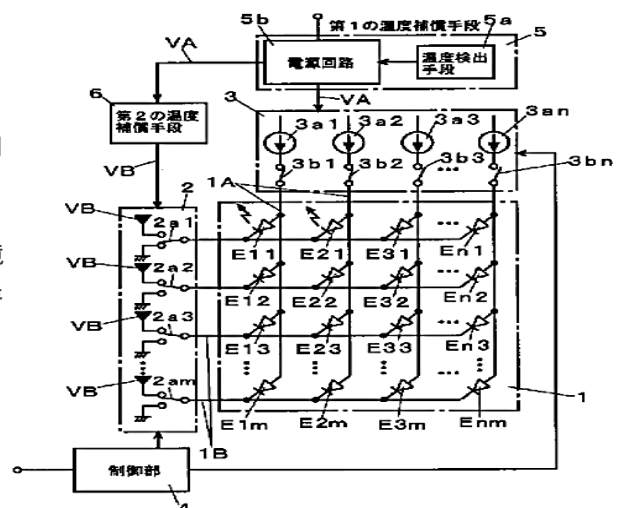 5b
第1の温度補償手段
5a
VA
電源回路
温度検出
手段
5
6
VA
第2の温度
補償手段
3
3a1
3a2
3a3
3an
VB
3b1
3b2
3b3
3bn
1A
VB
2
2a1
E11
E21
E31
En1
VB
2a2
E12
E22
E32
En2
VB
2a3
E13
E23
E33
En3
VB
2am
1
E1m
E2m
E3m
Enm
1B
制御部
4